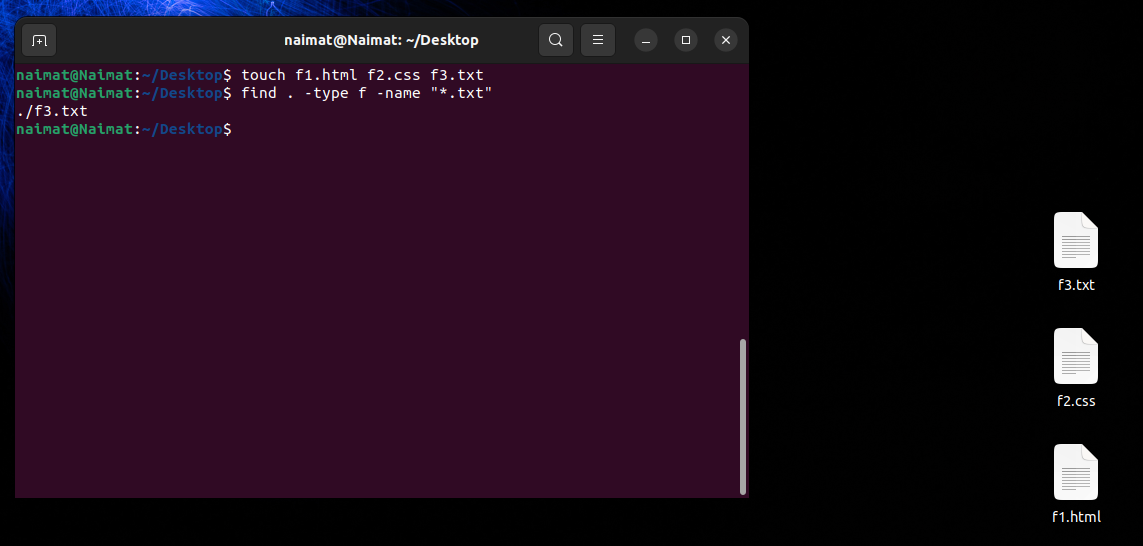 naimat@Naimat: ~/Desktop
naimat@Naimat:~/Desktop$ touch f1.html f2.css f3.txt
naimat@Naimat:~/Desktop$ find . -type f -name "*.txt"
./f3.txt
naimat@Naimat:~/Desktop$
f3.txt
f2.css
f1.html